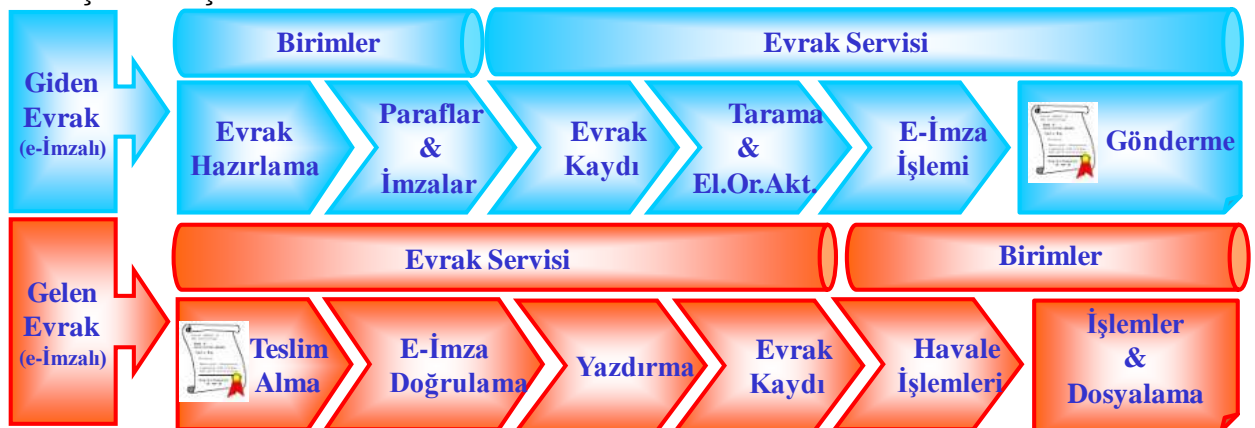 Birimler
Evrak Servisi
Giden
Evrak
(e-İmzalı)
Evrak
Hazırlama
Paraflar
&
İmzalar
Evrak
Kaydı
Tarama
&
El.Or.Akt.
E-İmza
İşlemi
Gönderme
Evrak Servisi
Birimler
Gelen
Evrak
(e-İmzalı)
Teslim
Alma
E-İmza
Doğrulama
Yazdırma
Evrak
Kaydı
Havale
İşlemleri
İşlemler
&
Dosyalama